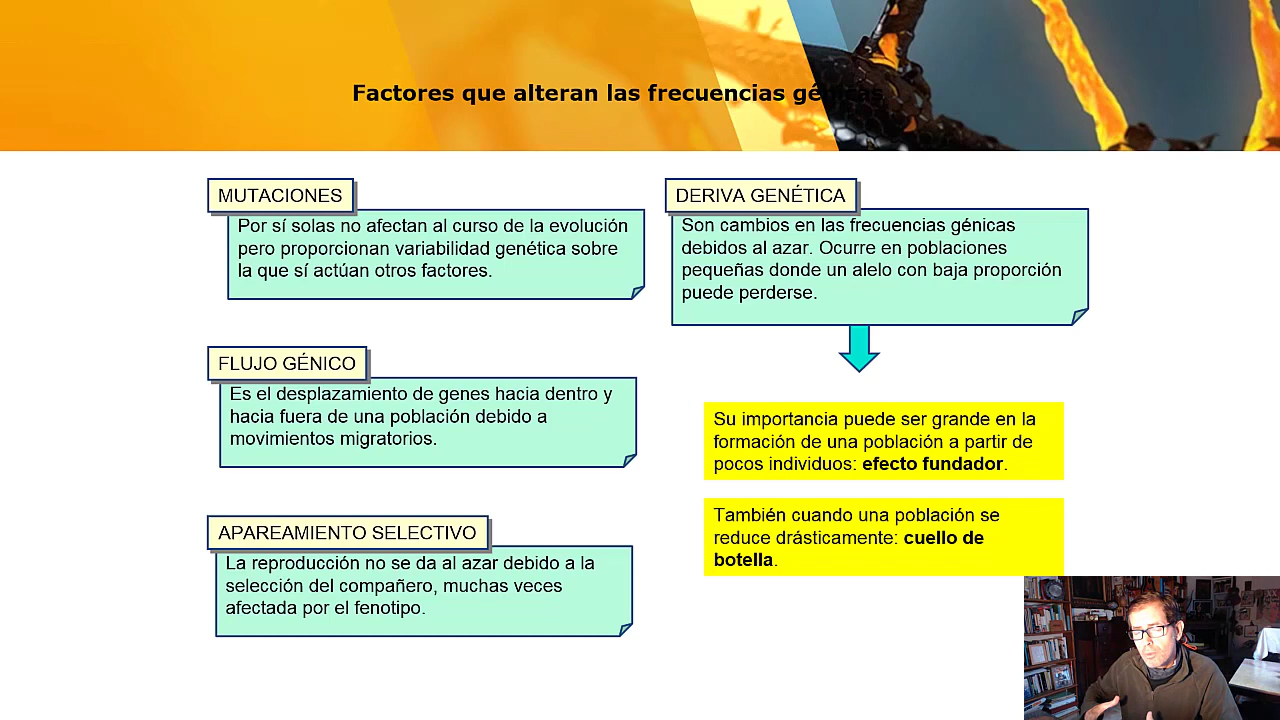 Factores que alteran las frecuencias génicas
MUTACIONES
Por sí solas no afectan al curso de la evolución
pero proporcionan variabilidad genética sobre
la que sí actúan otros factores.
FLUJO GÉNICO
Es el desplazamiento de genes hacia dentro y
hacia fuera de una población debido a
movimientos migratorios.
APAREAMIENTO SELECTIVO
La reproducción no se da al azar debido a la
selección del compañero, muchas veces
afectada por el fenotipo.
DERIVA GENÉTICA
Son cambios en las frecuencias génicas
debidos al azar. Ocurre en poblaciones
pequeñas donde un alelo con baja proporción
puede perderse.
Su importancia puede ser grande en la
formación de una población a partir de
pocos individuos: efecto fundador.
También cuando una población se
reduce drásticamente: cuello de
botella.